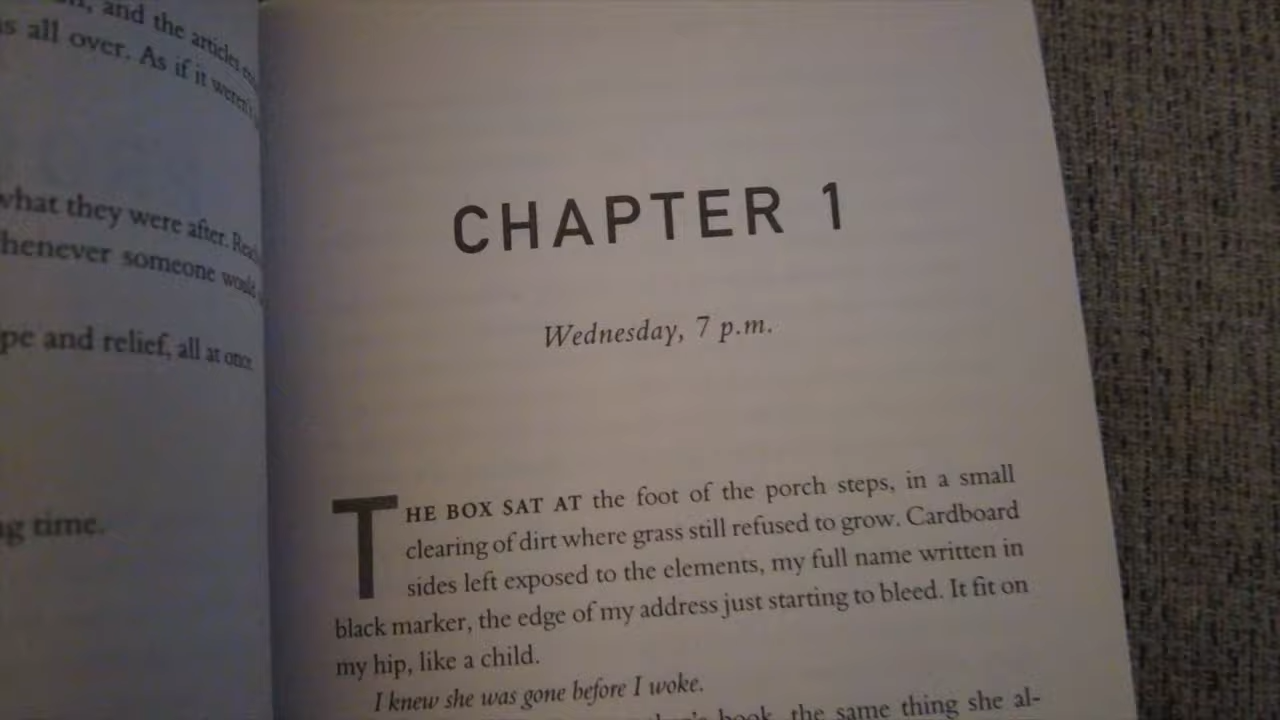 and the articles
s all over. As if it weren't
what they were after.
henever someone would
pe and relief, all at once.
g time.
CHAPTER 1
Wednesday, 7 p.m.
THE BOX SAT AT the foot of the porch steps, in a small
clearing of dirt where grass still refused to grow. Cardboard
sides left exposed to the elements, my full name written in
black marker, the edge of my address just starting to bleed. It fit on
my hip, like a child.
I knew she was gone before I woke.
book, the same thing she al-